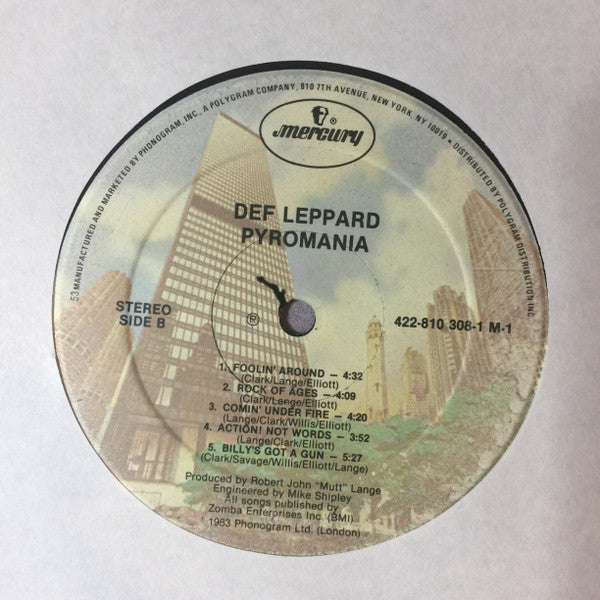 53 MANUFACTURED AND MARKETED BY PHONOGRAM, INC., A POLYGRAM COMPANY, 810 7TH AVENUE, NEW YORK, NY 10019 • DISTRIBUTED BY POLYGRAM DISTRIBUTION INC.
®
mercury
DEF LEPPARD
PYROMANIA
STEREO
SIDE B
®
422-810 308-1 M-1
1. FOOLIN' AROUND — 4:32
(Clark/Lange/Elliott)
2. ROCK OF AGES — 4:09
(Clark/Lange/Elliott)
3. COMIN' UNDER FIRE — 4:20
(Lange/Clark/Willis/Elliott)
4. ACTION! NOT WORDS — 3:52
(Lange/Clark/Elliott)
5. BILLY'S GOT A GUN — 5:27
(Clark/Savage/Willis/Elliott/Lange)
Produced by Robert John "Mutt" Lange
Engineered by Mike Shipley
All songs published by
Zomba Enterprises Inc. (BMI)
1983 Phonogram Ltd. (London)